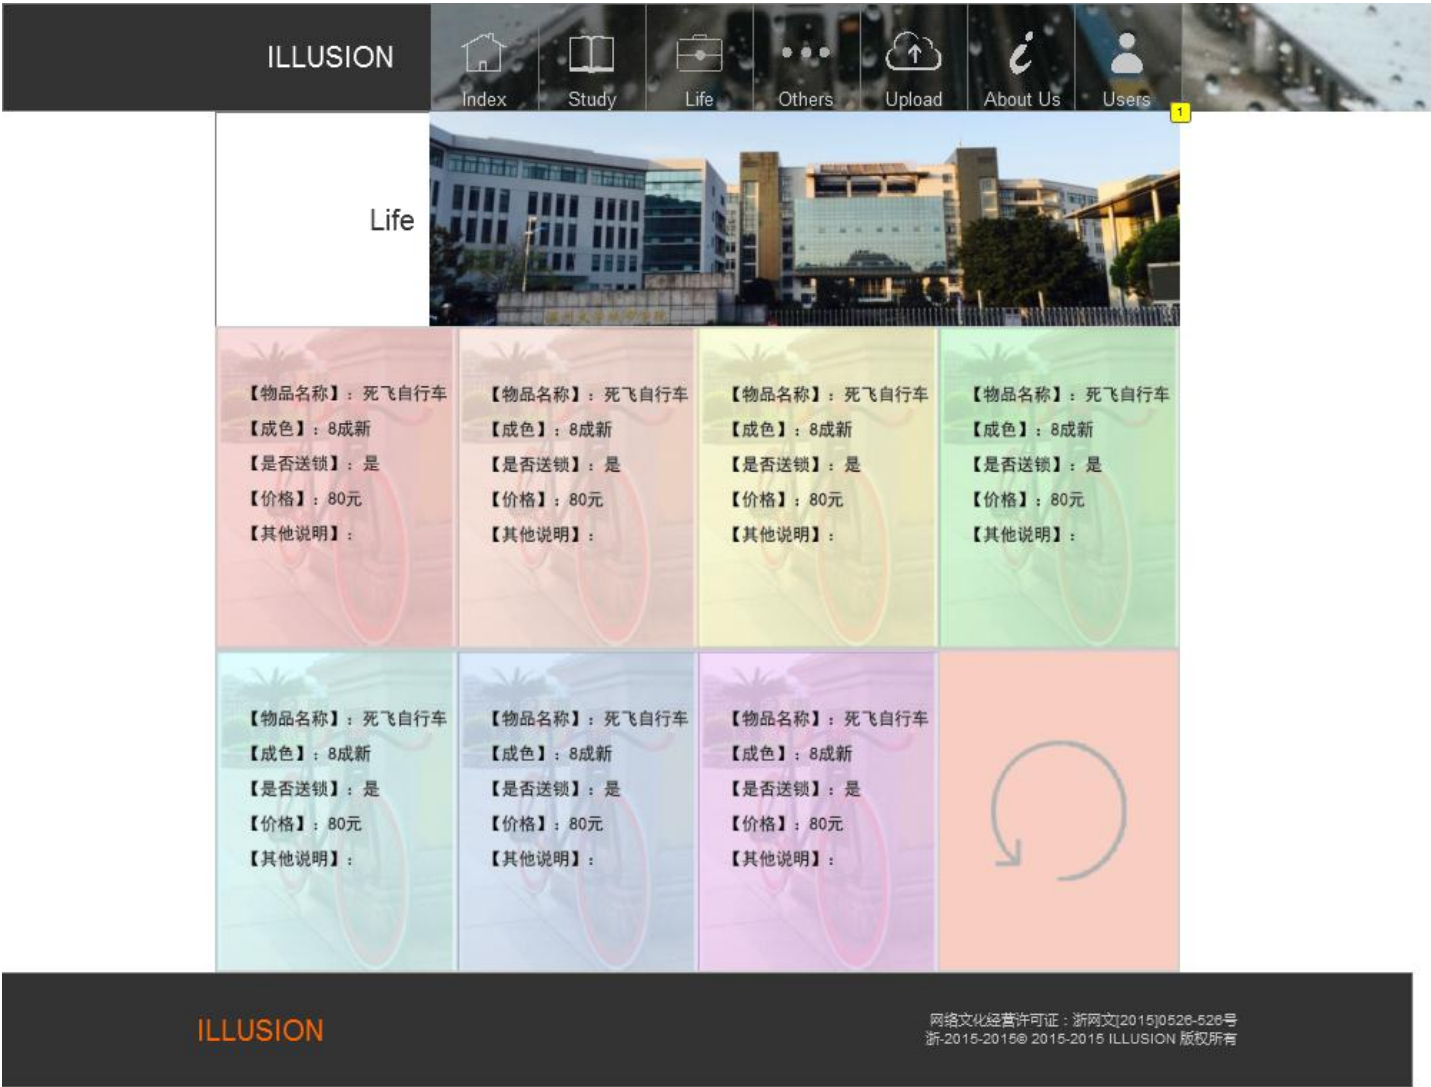 ILLUSION
Index
Study
Life
Others
Upload
About Us
Users
1
Life
【物品名称】：死飞自行车
【成色】：8成新
【是否送锁】：是
【价格】：80元
【其他说明】：
【物品名称】：死飞自行车
【成色】：8成新
【是否送锁】：是
【价格】：80元
【其他说明】：
【物品名称】：死飞自行车
【成色】：8成新
【是否送锁】：是
【价格】：80元
【其他说明】：
【物品名称】：死飞自行车
【成色】：8成新
【是否送锁】：是
【价格】：80元
【其他说明】：
【物品名称】：死飞自行车
【成色】：8成新
【是否送锁】：是
【价格】：80元
【其他说明】：
【物品名称】：死飞自行车
【成色】：8成新
【是否送锁】：是
【价格】：80元
【其他说明】：
【物品名称】：死飞自行车
【成色】：8成新
【是否送锁】：是
【价格】：80元
【其他说明】：
ILLUSION
网络文化经营许可证：浙网文[2015]0526-526号
浙-2015-2015© 2015-2015 ILLUSION 版权所有